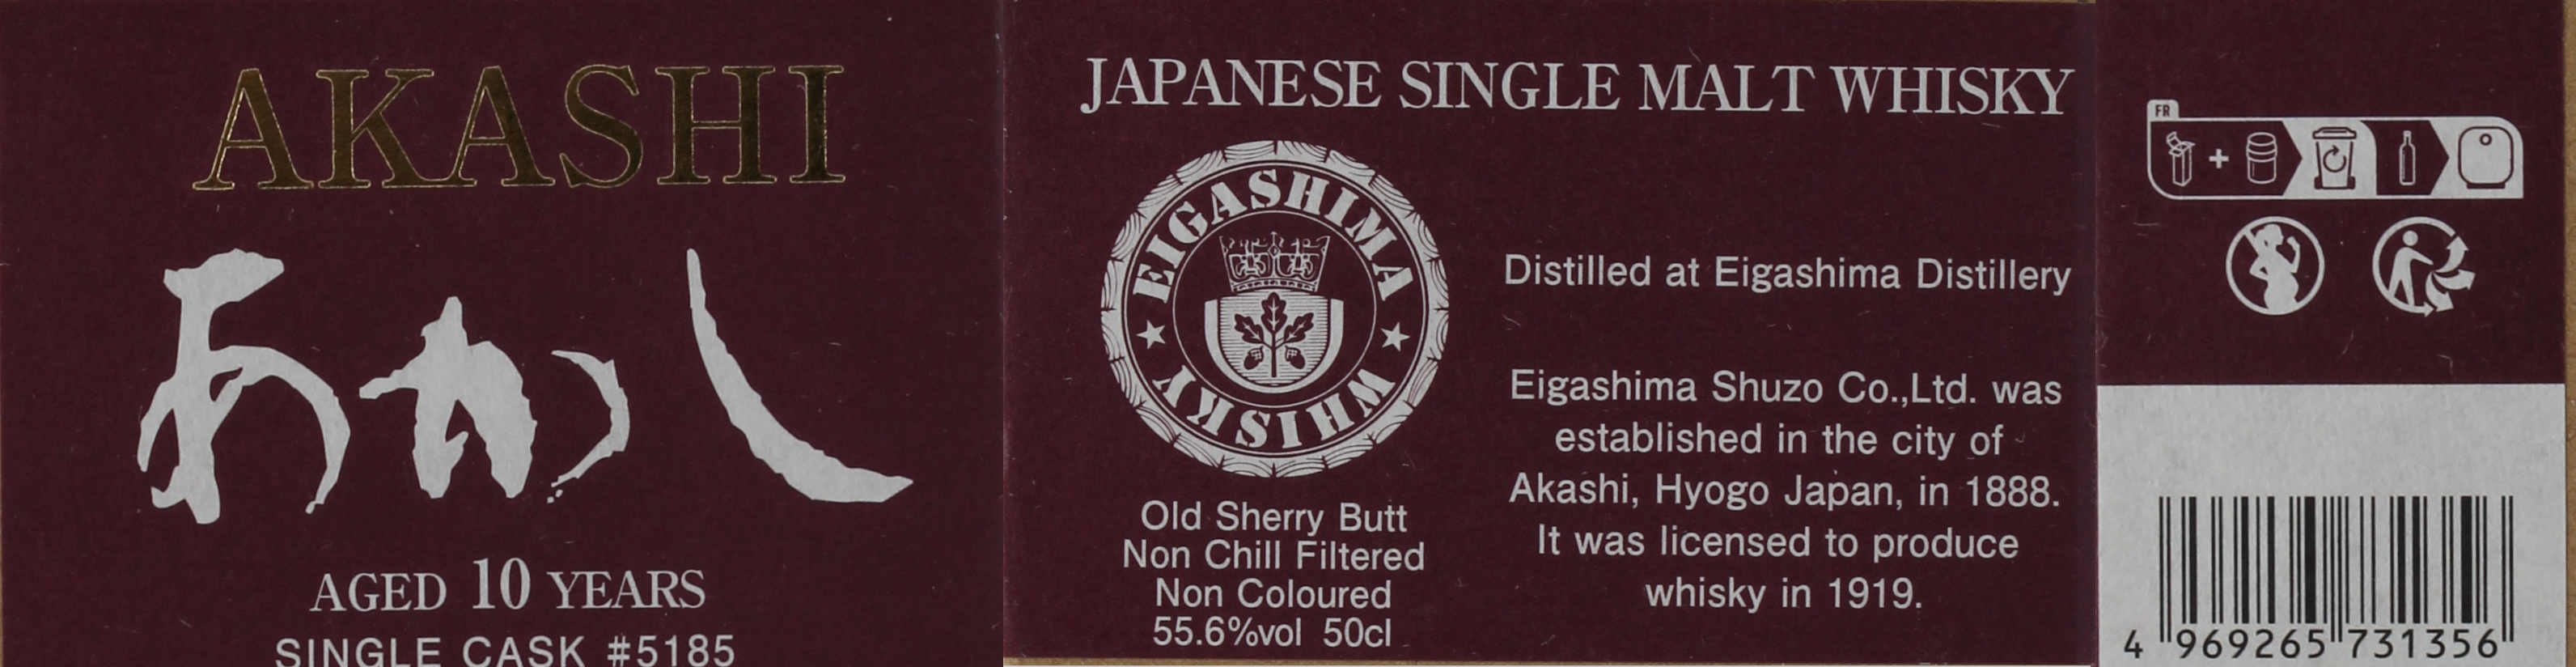 AKASHI
あかし
AGED 10 YEARS
SINGLE CASK #5185
JAPANESE SINGLE MALT WHISKY
EIGASHIMA
WHISKY
Old Sherry Butt
Non Chill Filtered
Non Coloured
55.6%vol 50cl
Distilled at Eigashima Distillery
Eigashima Shuzo Co.,Ltd. was
established in the city of
Akashi, Hyogo Japan, in 1888.
It was licensed to produce
whisky in 1919.
FR
4 969265 731356